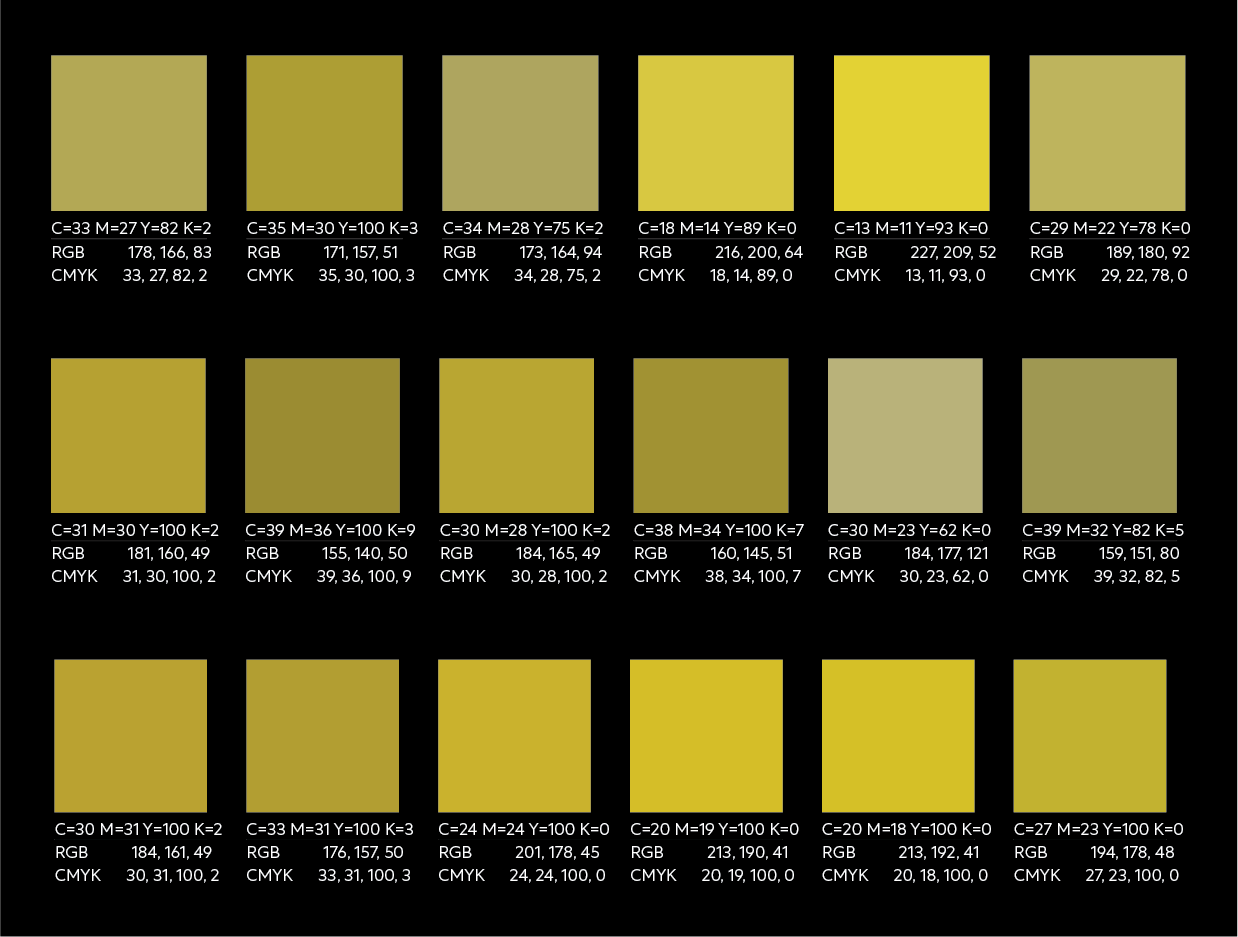 C=33 M=27 Y=82 K=2
RGB 178, 166, 83
CMYK 33, 27, 82, 2
C=35 M=30 Y=100 K=3
RGB 171, 157, 51
CMYK 35, 30, 100, 3
C=34 M=28 Y=75 K=2
RGB 173, 164, 94
CMYK 34, 28, 75, 2
C=18 M=14 Y=89 K=0
RGB 216, 200, 64
CMYK 18, 14, 89, 0
C=13 M=11 Y=93 K=0
RGB 227, 209, 52
CMYK 13, 11, 93, 0
C=29 M=22 Y=78 K=0
RGB 189, 180, 92
CMYK 29, 22, 78, 0
C=31 M=30 Y=100 K=2
RGB 181, 160, 49
CMYK 31, 30, 100, 2
C=39 M=36 Y=100 K=9
RGB 155, 140, 50
CMYK 39, 36, 100, 9
C=30 M=28 Y=100 K=2
RGB 184, 165, 49
CMYK 30, 28, 100, 2
C=38 M=34 Y=100 K=7
RGB 160, 145, 51
CMYK 38, 34, 100, 7
C=30 M=23 Y=62 K=0
RGB 184, 177, 121
CMYK 30, 23, 62, 0
C=39 M=32 Y=82 K=5
RGB 159, 151, 80
CMYK 39, 32, 82, 5
C=30 M=31 Y=100 K=2
RGB 184, 161, 49
CMYK 30, 31, 100, 2
C=33 M=31 Y=100 K=3
RGB 176, 157, 50
CMYK 33, 31, 100, 3
C=24 M=24 Y=100 K=0
RGB 201, 178, 45
CMYK 24, 24, 100, 0
C=20 M=19 Y=100 K=0
RGB 213, 190, 41
CMYK 20, 19, 100, 0
C=20 M=18 Y=100 K=0
RGB 213, 192, 41
CMYK 20, 18, 100, 0
C=27 M=23 Y=100 K=0
RGB 194, 178, 48
CMYK 27, 23, 100, 0